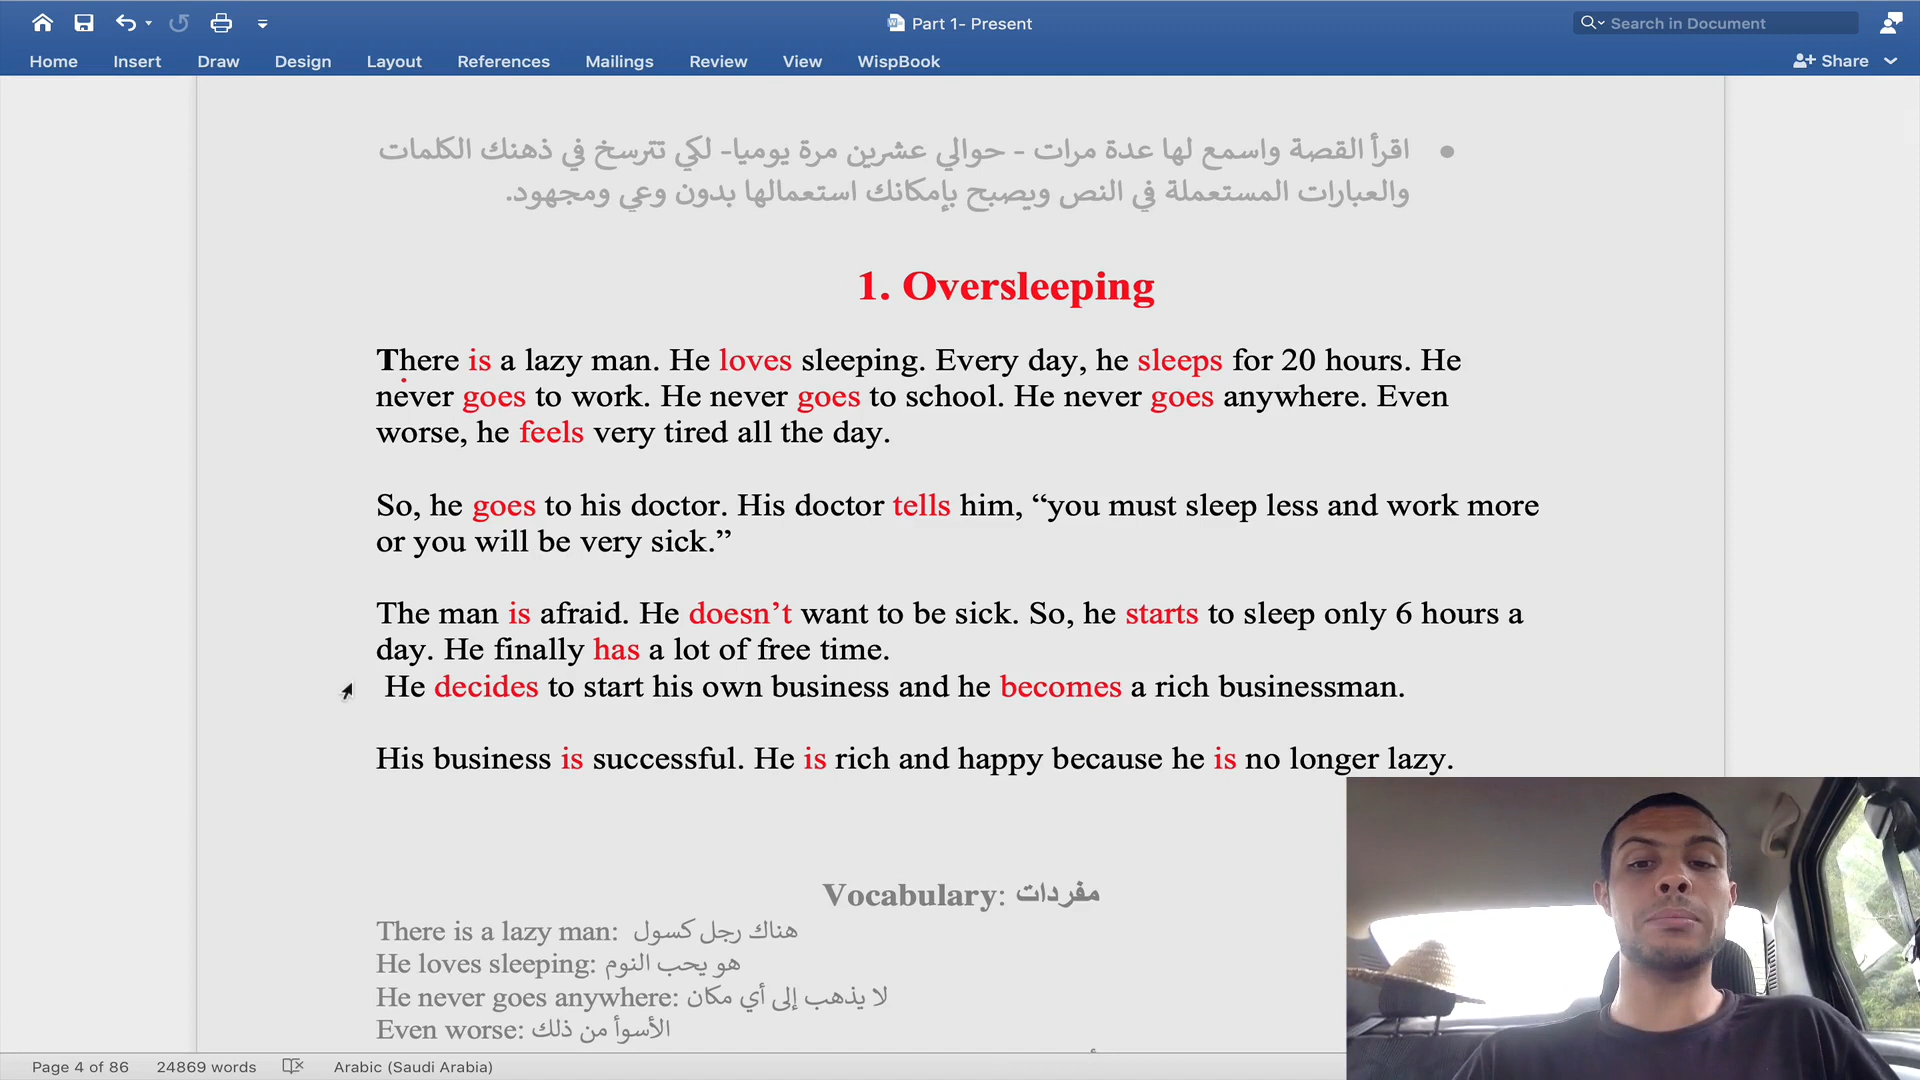 Part 1- Present
Search in Document
Home Insert Draw Design Layout References Mailings Review View WispBook Share
اقرأ القصة واسمع لها عدة مرات - حوالي عشرين مرة يوميا- لكي تترسخ في ذهنك الكلمات
والعبارات المستعملة في النص ويصبح بإمكانك استعمالها بدون وعي ومجهود.
1. Oversleeping
There is a lazy man. He loves sleeping. Every day, he sleeps for 20 hours. He
never goes to work. He never goes to school. He never goes anywhere. Even
worse, he feels very tired all the day.
So, he goes to his doctor. His doctor tells him, “you must sleep less and work more
or you will be very sick.”
The man is afraid. He doesn’t want to be sick. So, he starts to sleep only 6 hours a
day. He finally has a lot of free time.
He decides to start his own business and he becomes a rich businessman.
His business is successful. He is rich and happy because he is no longer lazy.
Vocabulary: مفردات
There is a lazy man: هناك رجل كسول
He loves sleeping: هو يحب النوم
He never goes anywhere: لا يذهب إلى أي مكان
Even worse: الأسوأ من ذلك
Page 4 of 86 24869 words Arabic (Saudi Arabia)